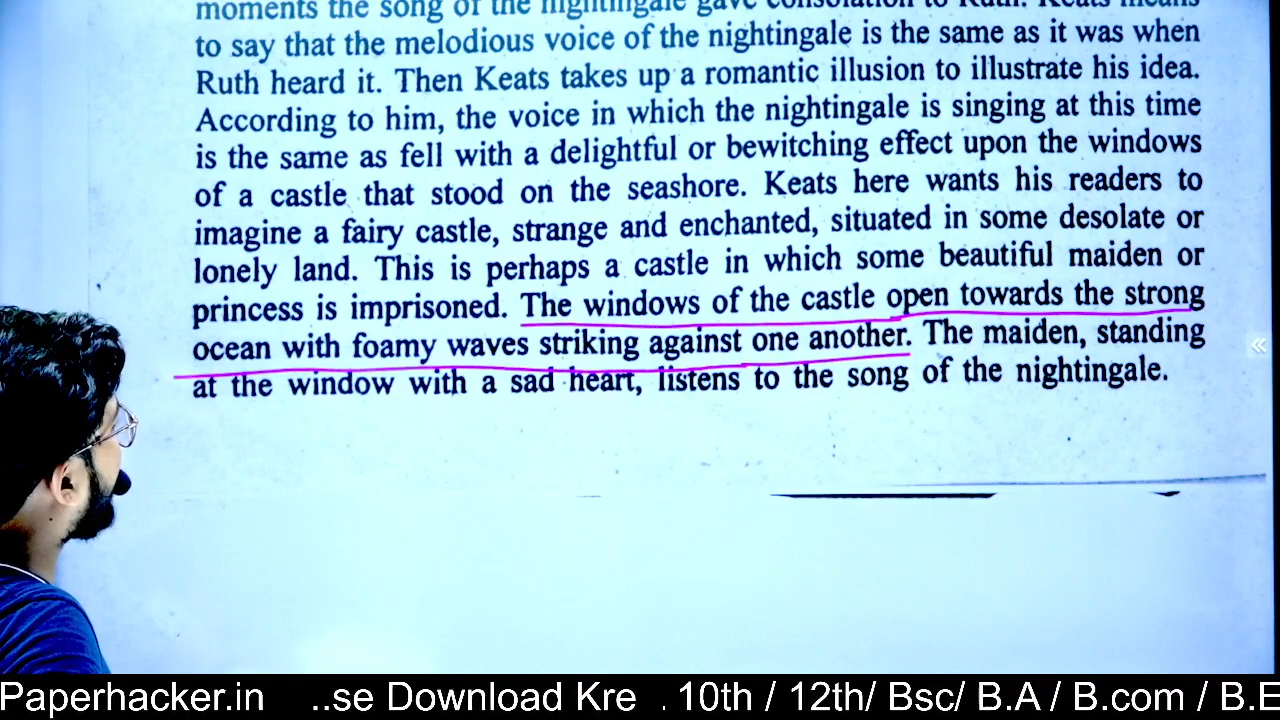 moments the song of the nightingale gave consolation to Ruth. Keats means
to say that the melodious voice of the nightingale is the same as it was when
Ruth heard it. Then Keats takes up a romantic illusion to illustrate his idea.
According to him, the voice in which the nightingale is singing at this time
is the same as fell with a delightful or bewitching effect upon the windows
of a castle that stood on the seashore. Keats here wants his readers to
imagine a fairy castle, strange and enchanted, situated in some desolate or
lonely land. This is perhaps a castle in which some beautiful maiden or
princess is imprisoned. The windows of the castle open towards the strong
ocean with foamy waves striking against one another. The maiden, standing
at the window with a sad heart, listens to the song of the nightingale.
«
Paperhacker.in ..se Download Kre . 10th / 12th/ Bsc/ B.A / B.com / B.E